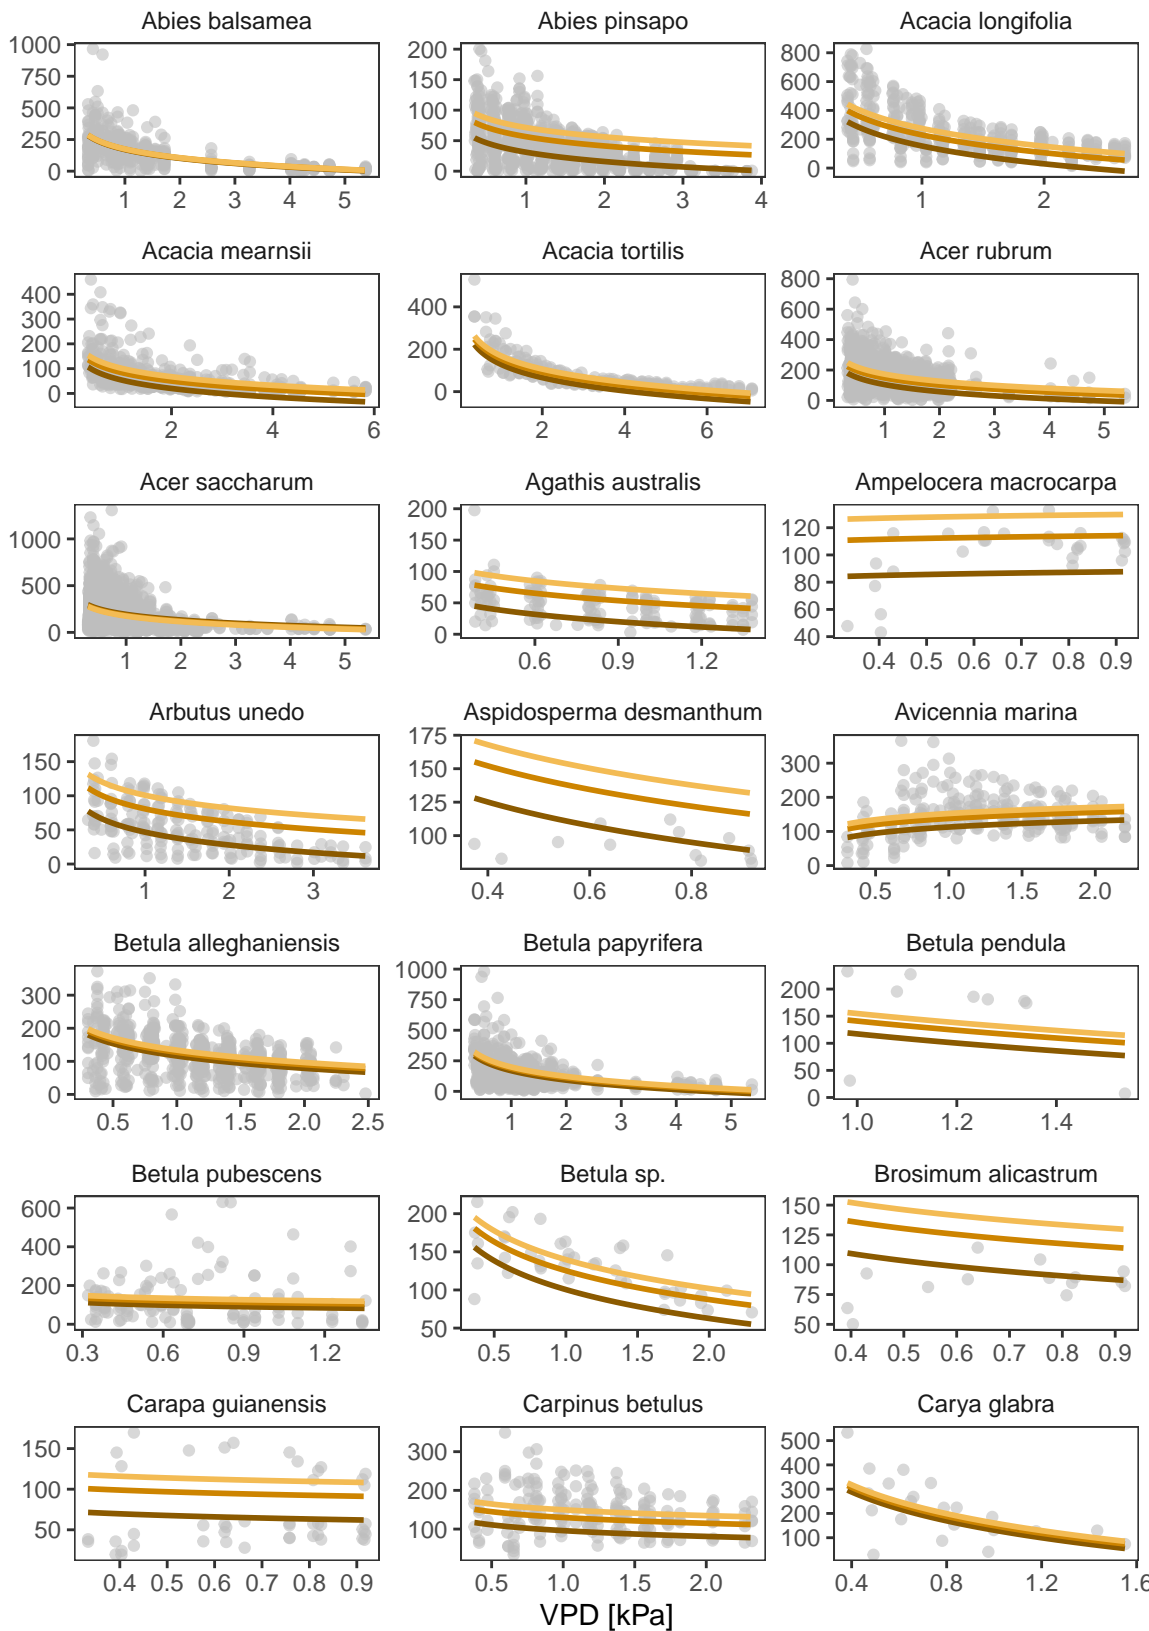 Abies balsamea
Abies pinsapo
Acacia longifolia
1000
750
500
250
0
1 2 3 4 5
200
150
100
50
0
1 2 3 4
800
600
400
200
0
1 2
Acacia mearnsii
Acacia tortilis
Acer rubrum
400
300
200
100
0
2 4 6
400
200
0
2 4 6
800
600
400
200
0
1 2 3 4 5
Acer saccharum
Agathis australis
Ampelocera macrocarpa
1000
500
0
1 2 3 4 5
200
150
100
50
0
0.6 0.9 1.2
120
100
80
60
40
0.4 0.5 0.6 0.7 0.8 0.9
Arbutus unedo
Aspidosperma desmanthum
Avicennia marina
150
100
50
0
1 2 3
175
150
125
100
0.4 0.6 0.8
300
200
100
0
0.5 1.0 1.5 2.0
Betula alleghaniensis
Betula papyrifera
Betula pendula
300
200
100
0
0.5 1.0 1.5 2.0 2.5
1000
750
500
250
0
1 2 3 4 5
200
150
100
50
0
1.0 1.2 1.4
Betula pubescens
Betula sp.
Brosimum alicastrum
600
400
200
0
0.3 0.6 0.9 1.2
200
150
100
50
0.5 1.0 1.5 2.0
150
125
100
75
50
0.4 0.5 0.6 0.7 0.8 0.9
Carapa guianensis
Carpinus betulus
Carya glabra
150
100
50
0.4 0.5 0.6 0.7 0.8 0.9
300
200
100
0.5 1.0 1.5 2.0
500
400
300
200
100
0.4 0.8 1.2 1.6
VPD [kPa]